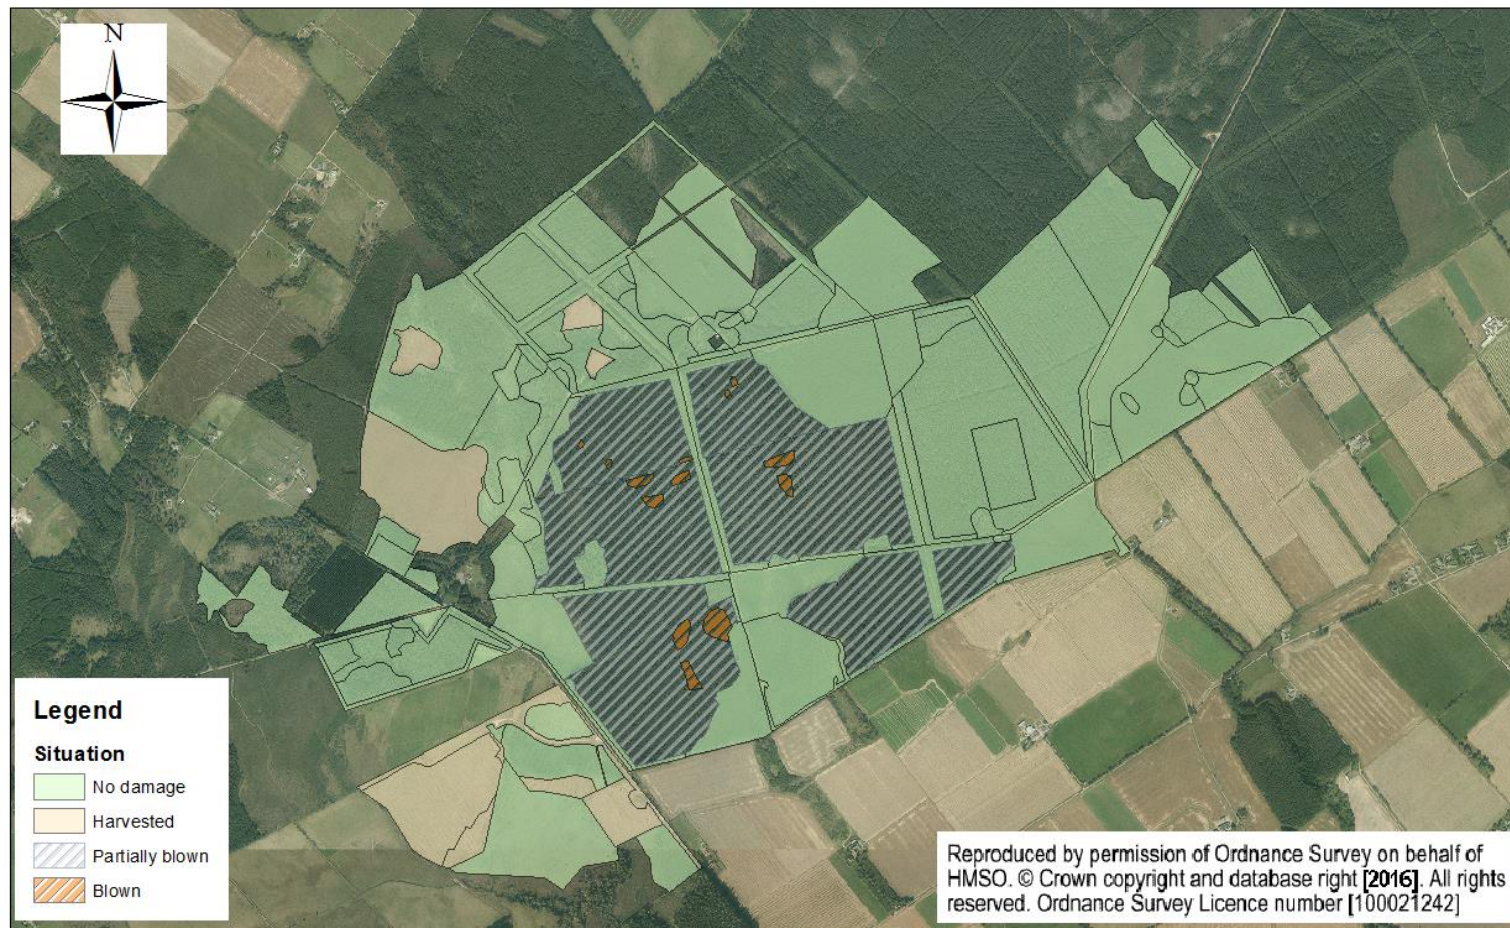 N
Legend
Situation
No damage
Harvested
Partially blown
Blown
Reproduced by permission of Ordnance Survey on behalf of
HMSO. © Crown copyright and database right [2016]. All rights
reserved. Ordnance Survey Licence number [100021242]